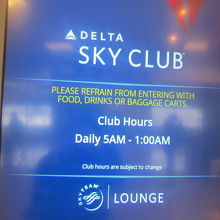 DELTA
SKY CLUB®
PLEASE REFRAIN FROM ENTERING WITH
FOOD, DRINKS OR BAGGAGE CARTS.
Club Hours
Daily 5AM - 1:00AM
Club hours are subject to change
SKYTEAM
LOUNGE